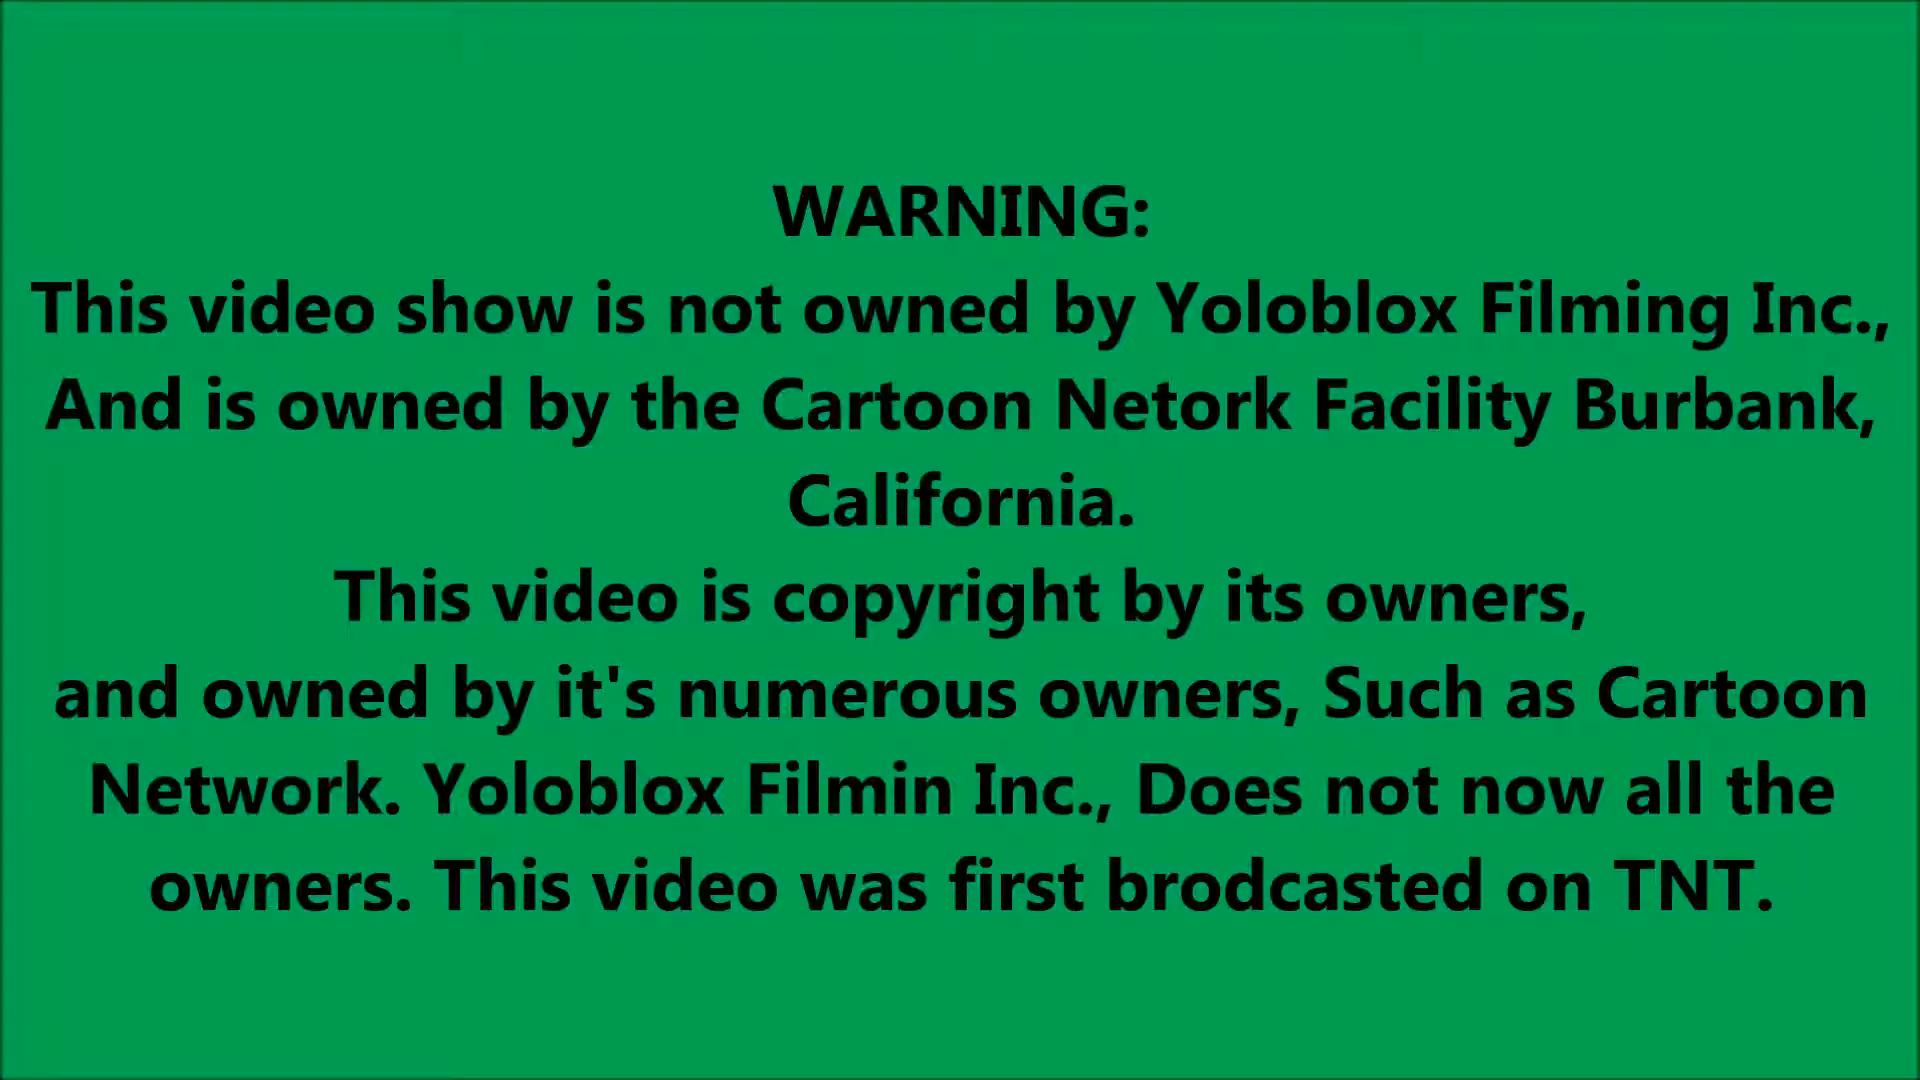 WARNING:
This video show is not owned by Yoloblox Filming Inc.,
And is owned by the Cartoon Netork Facility Burbank,
California.
This video is copyright by its owners,
and owned by it's numerous owners, Such as Cartoon
Network. Yoloblox Filmin Inc., Does not now all the
owners. This video was first brodcasted on TNT.